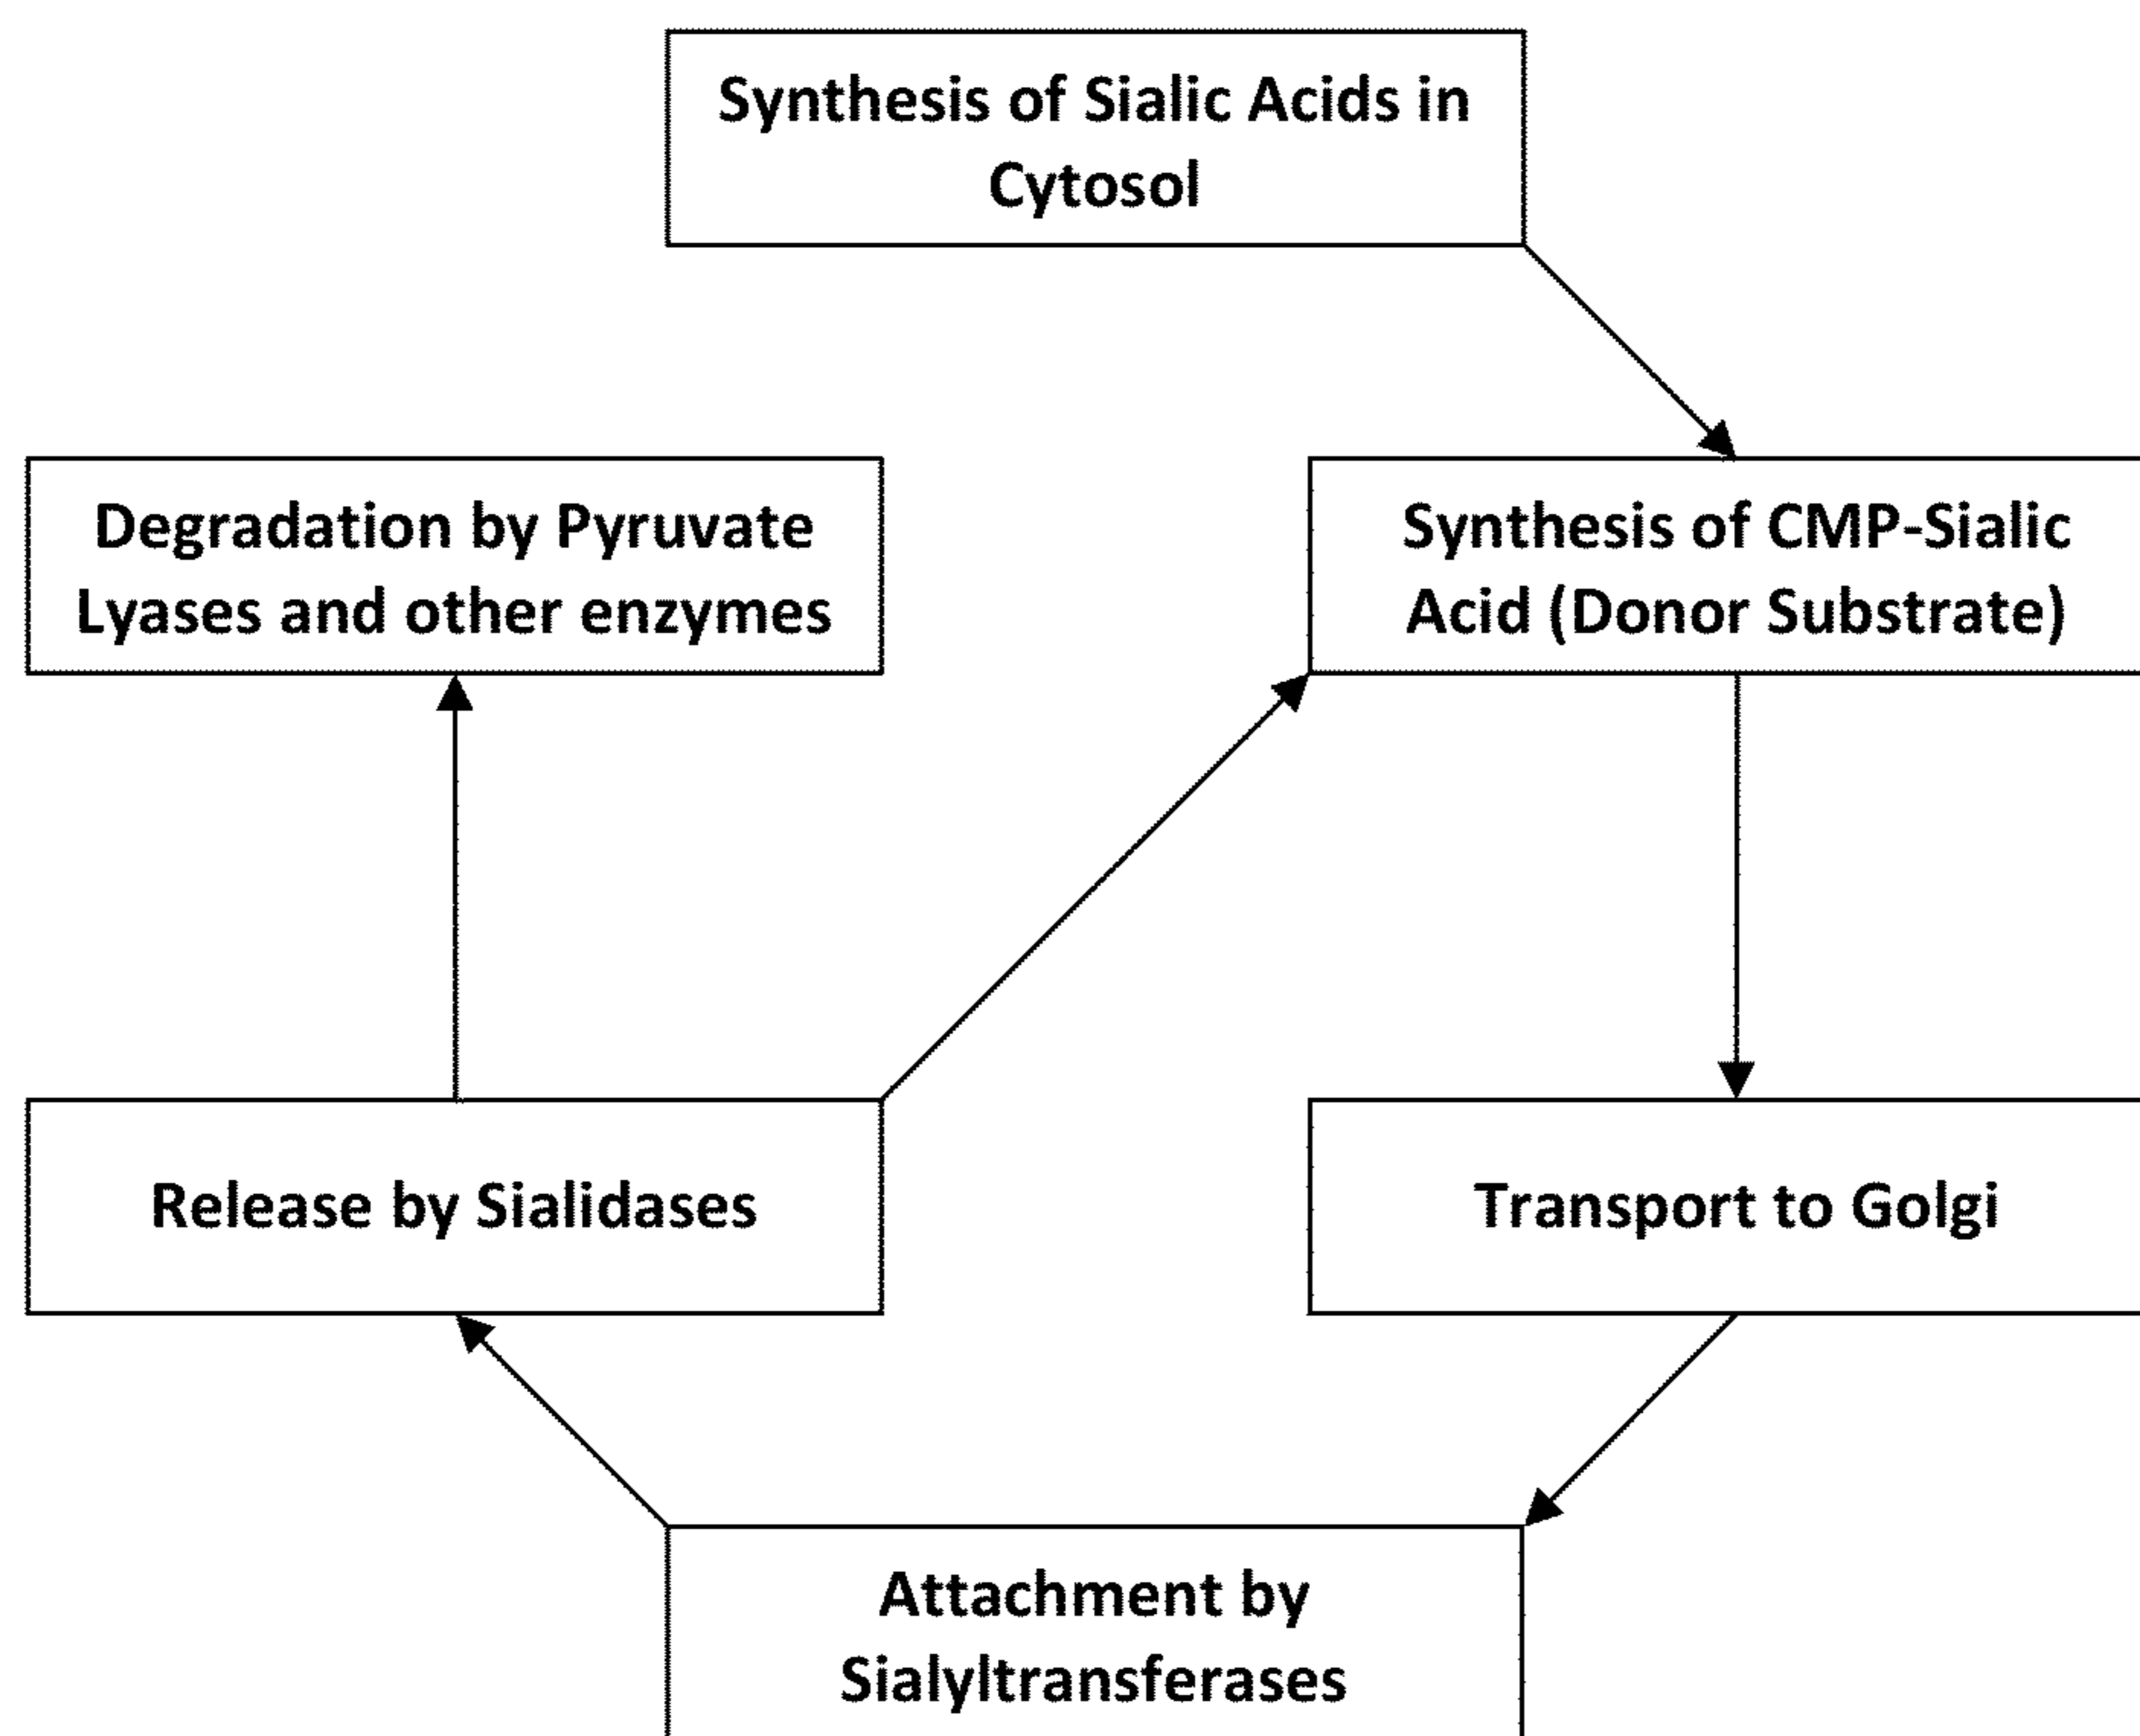 Synthesis of Sialic Acids in
Cytosol
Degradation by Pyruvate
Lyases and other enzymes
Synthesis of CMP-Sialic
Acid (Donor Substrate)
Release by Sialidases
Transport to Golgi
Attachment by
Sialyltransferases